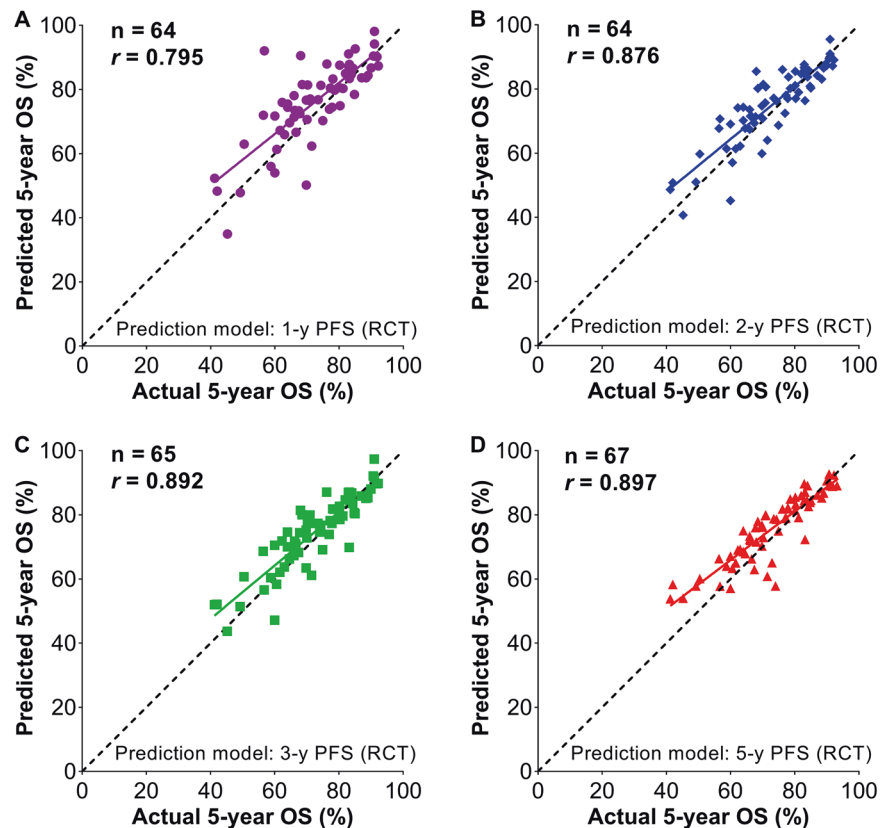 A
n = 64
r = 0.795
Predicted 5-year OS (%)
100
80
60
40
20
0
Prediction model: 1-y PFS (RCT)
0 20 40 60 80 100
Actual 5-year OS (%)
B
n = 64
r = 0.876
Predicted 5-year OS (%)
100
80
60
40
20
0
Prediction model: 2-y PFS (RCT)
0 20 40 60 80 100
Actual 5-year OS (%)
C
n = 65
r = 0.892
Predicted 5-year OS (%)
100
80
60
40
20
0
Prediction model: 3-y PFS (RCT)
0 20 40 60 80 100
Actual 5-year OS (%)
D
n = 67
r = 0.897
Predicted 5-year OS (%)
100
80
60
40
20
0
Prediction model: 5-y PFS (RCT)
0 20 40 60 80 100
Actual 5-year OS (%)